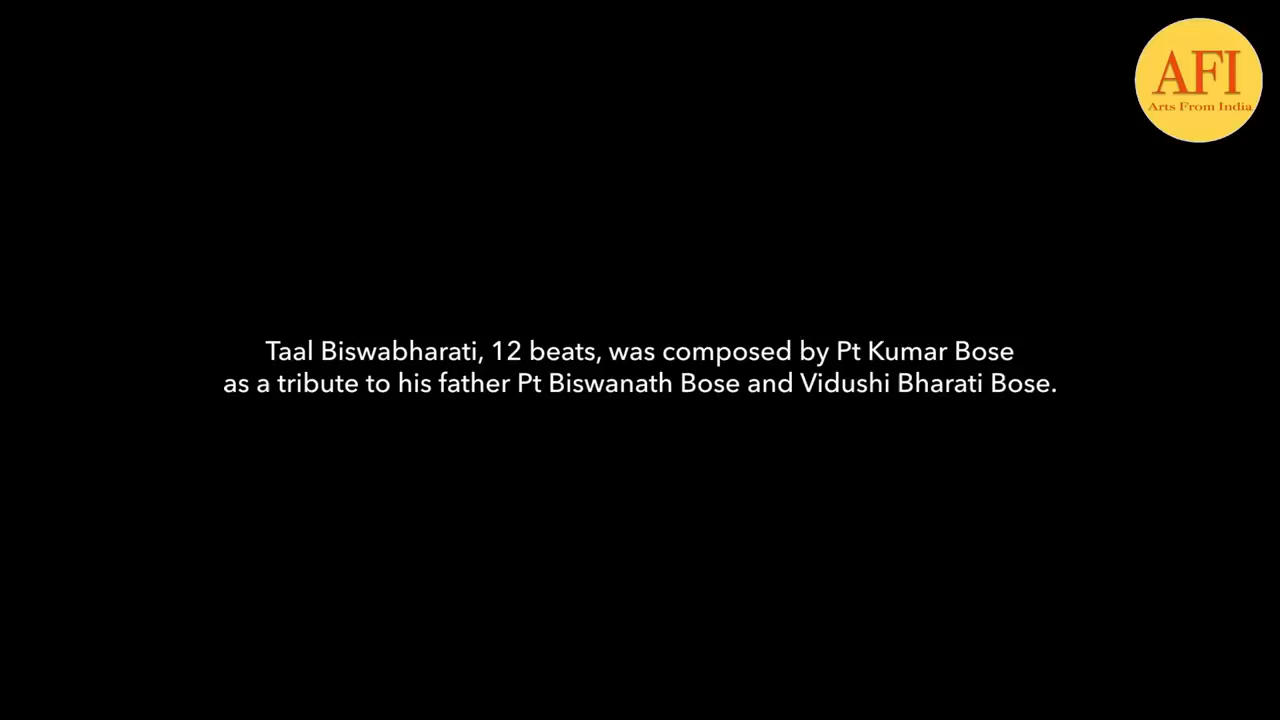 AFI
Arts From India
Taal Biswabharati, 12 beats, was composed by Pt Kumar Bose
as a tribute to his father Pt Biswanath Bose and Vidushi Bharati Bose.